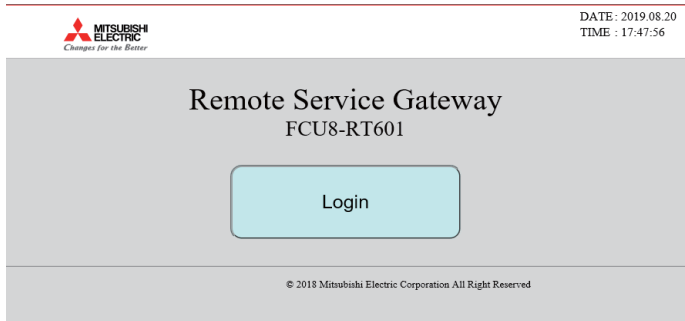 MITSUBISHI
ELECTRIC
Changes for the Better
DATE : 2019.08.20
TIME : 17:47:56
Remote Service Gateway
FCU8-RT601
Login
© 2018 Mitsubishi Electric Corporation All Right Reserved